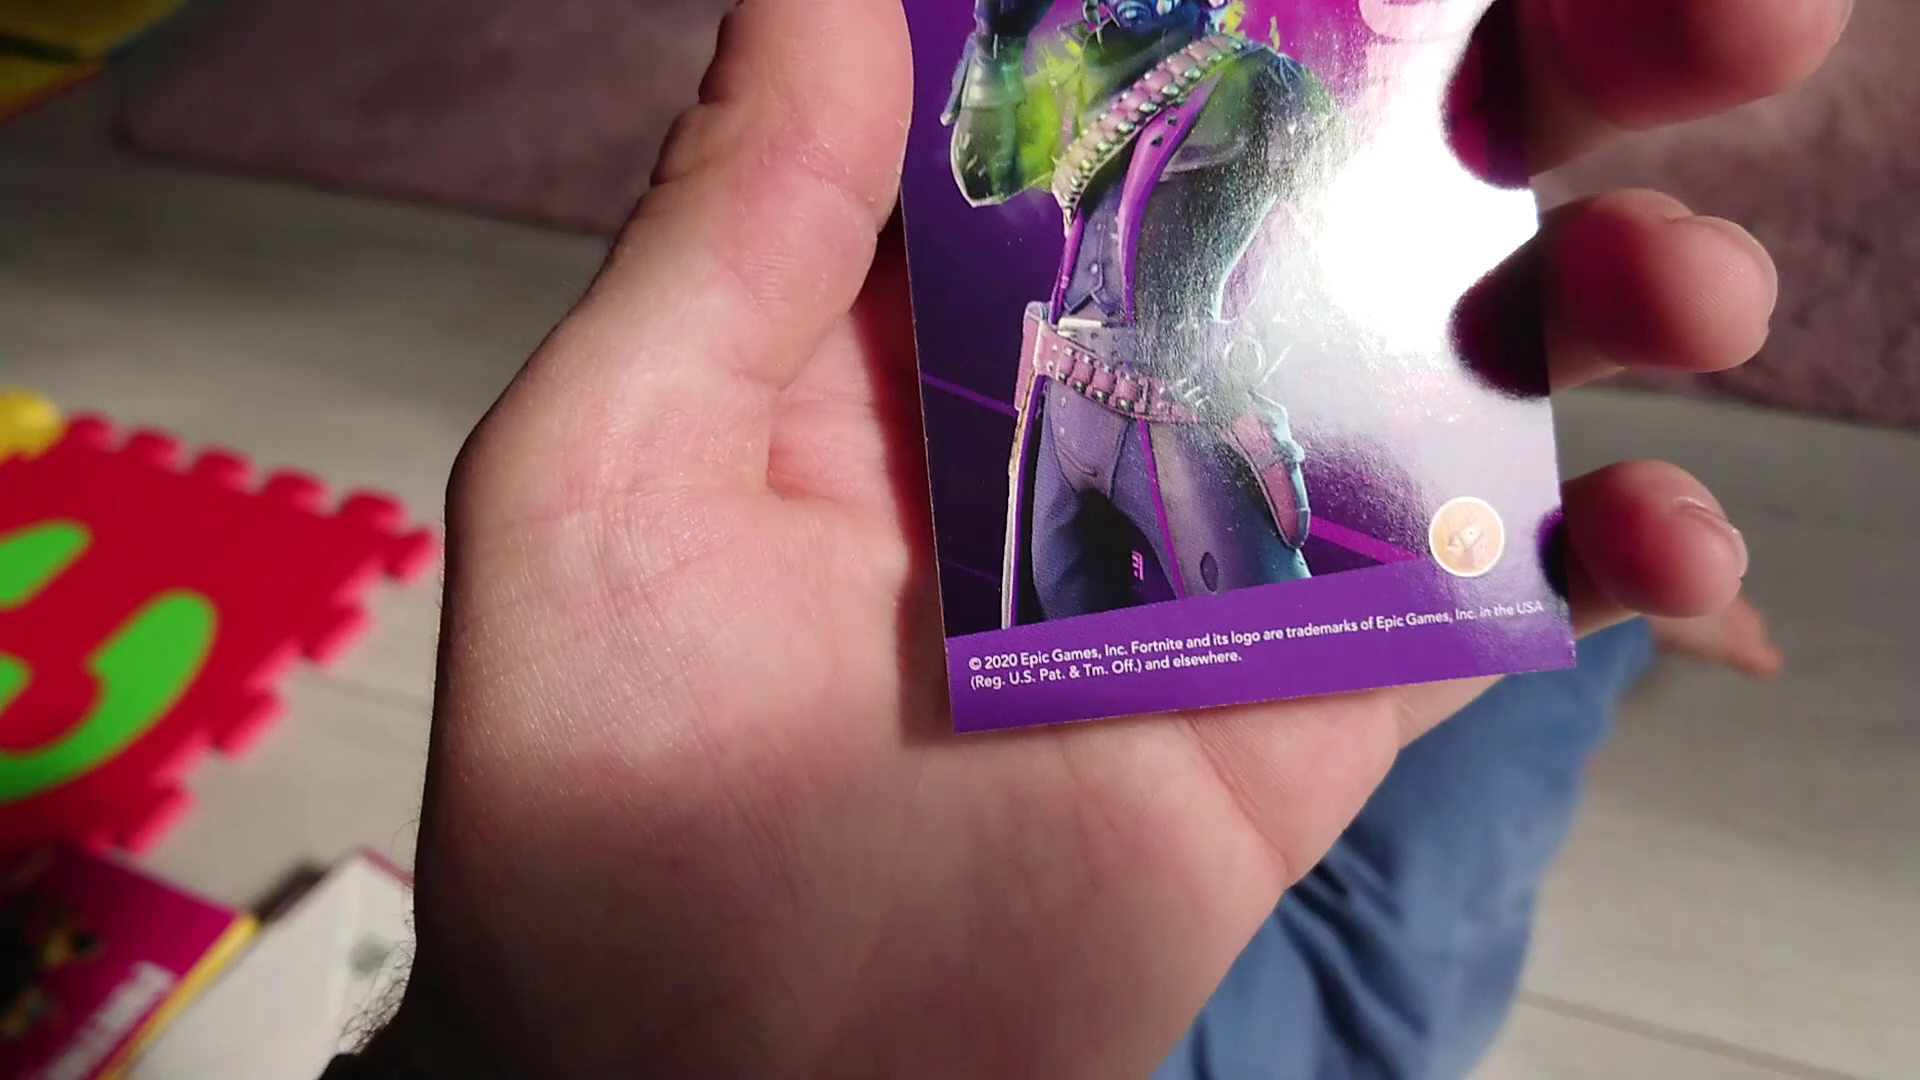 © 2020 Epic Games, Inc. Fortnite and its logo are trademarks of Epic Games, Inc. in the USA
(Reg. U.S. Pat. & Tm. Off.) and elsewhere.